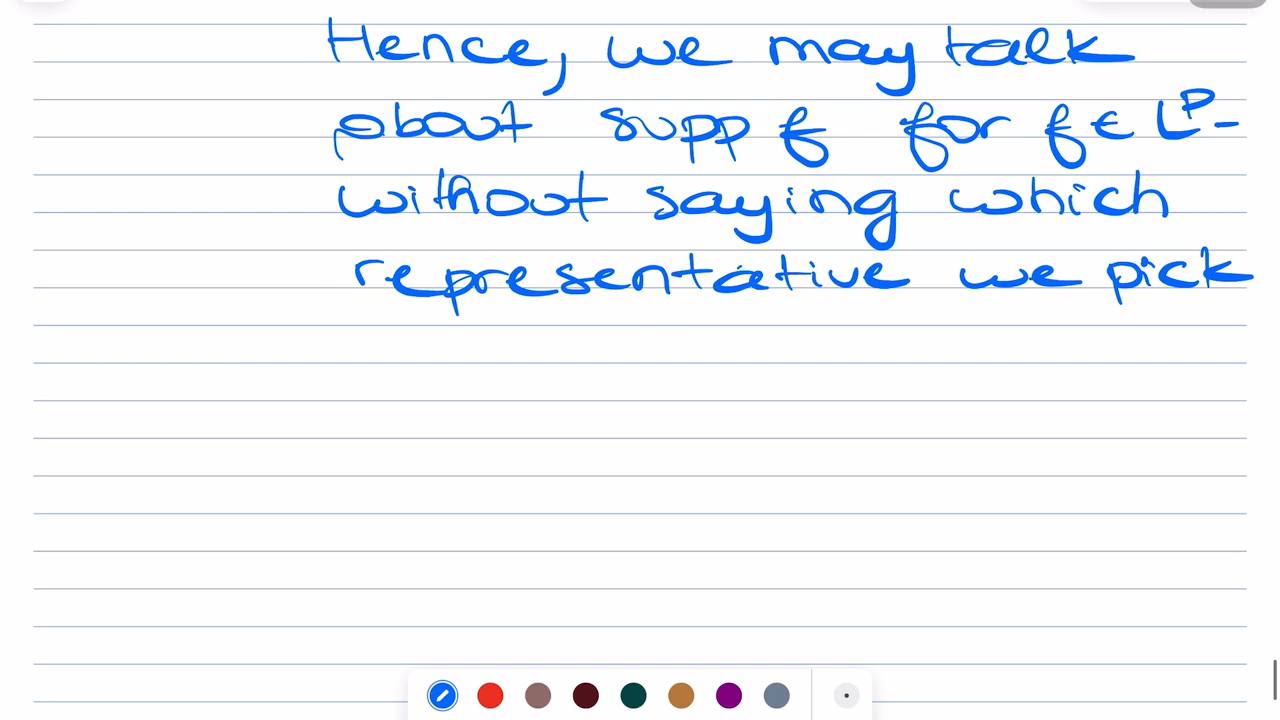 Hence, we may talk
about supp f for f ∈ L^p -
without saying which
representative we pick